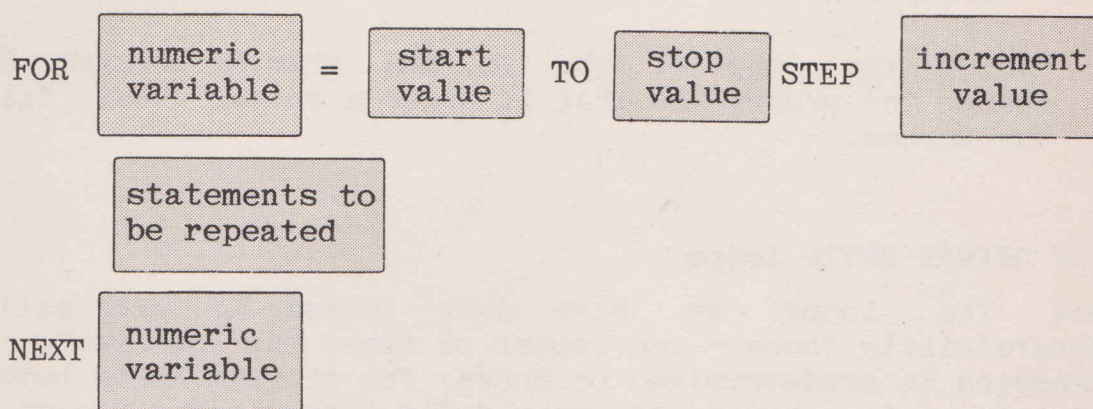 FOR numeric variable = start value TO stop value STEP increment value
statements to
be repeated
NEXT numeric variable